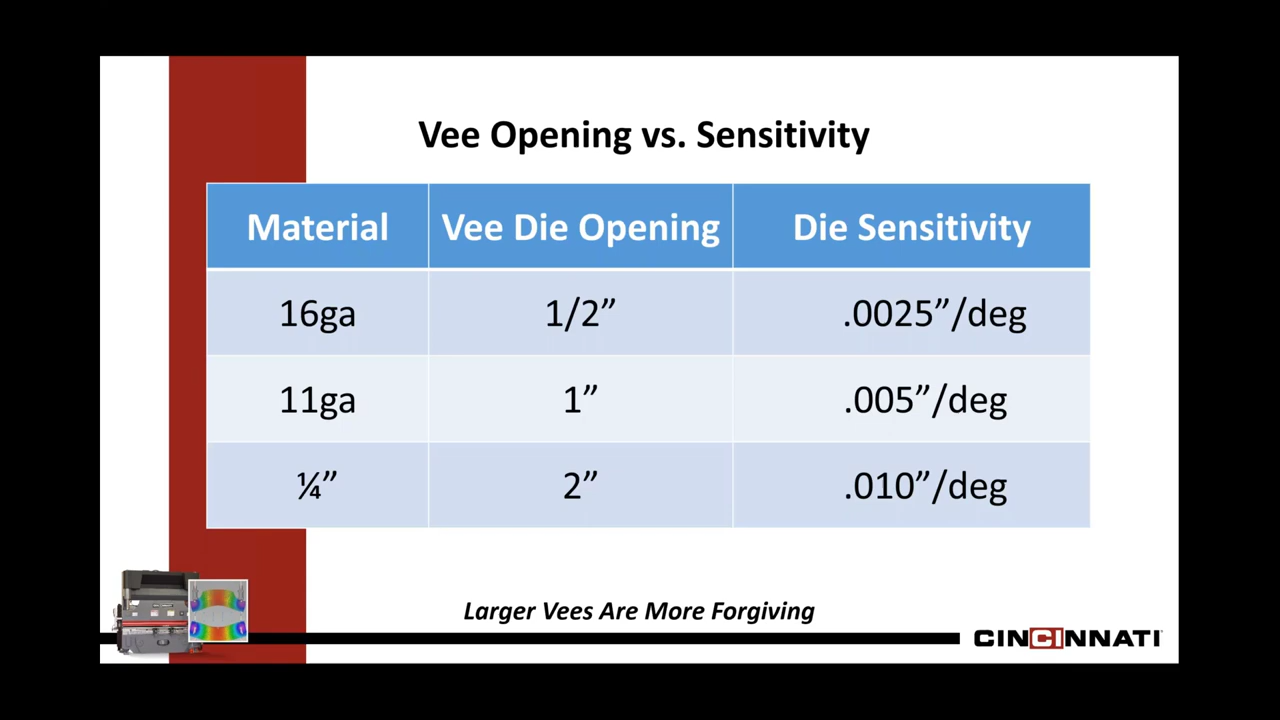 Vee Opening vs. Sensitivity
Material Vee Die Opening Die Sensitivity
16ga 1/2” .0025”/deg
11ga 1” .005”/deg
¼” 2” .010”/deg
Larger Vees Are More Forgiving
CINCINNATI